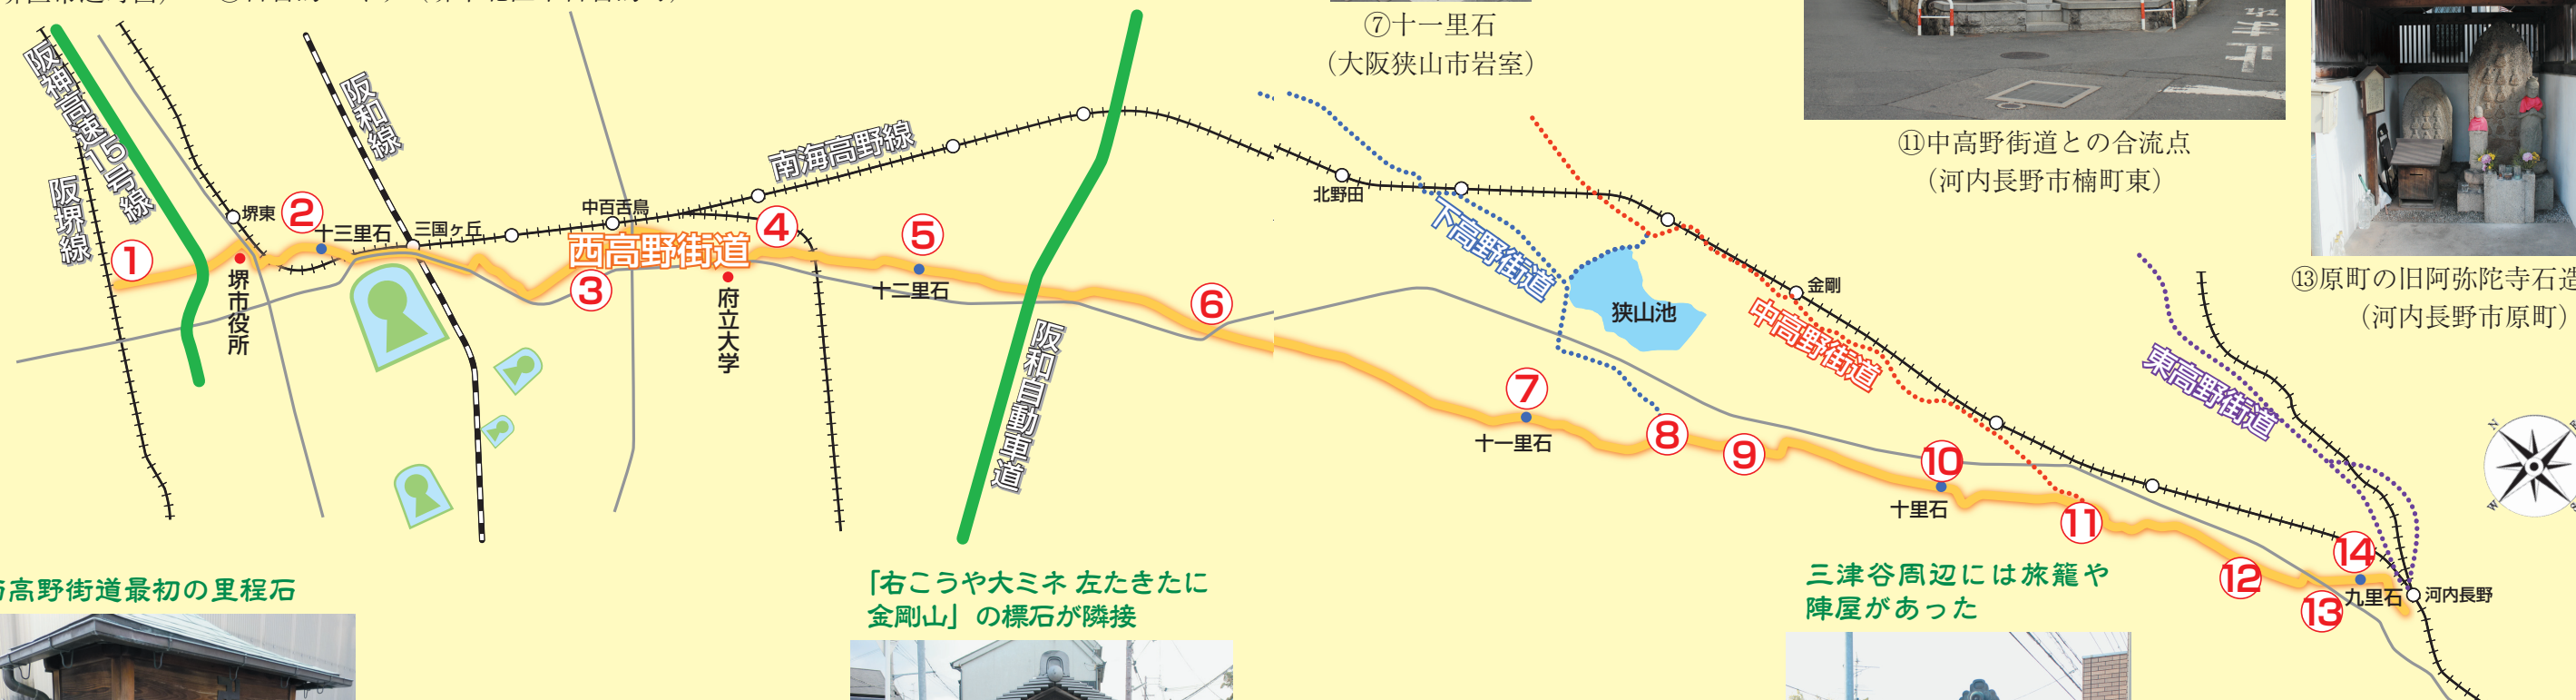 ⑦十一里石
（大阪狭山市岩室）
⑪中高野街道との合流点
（河内長野市楠町東）
⑬原町の旧阿弥陀寺石造
（河内長野市原町）
阪神高速15号線
阪堺線
阪和線
南海高野線
堺東
十三里石
三国ヶ丘
中百舌鳥
西高野街道
堺市役所
府立大学
十二里石
阪和自動車道
北野田
下高野街道
狭山池
金剛
中高野街道
東高野街道
十一里石
十里石
九里石
河内長野
①
②
③
④
⑤
⑥
⑦
⑧
⑨
⑩
⑪
⑫
⑬
⑭
高野街道最初の里程石
「右こうや大ミネ 左たきたに
金剛山」の標石が隣接
三津谷周辺には旅籠や
陣屋があった